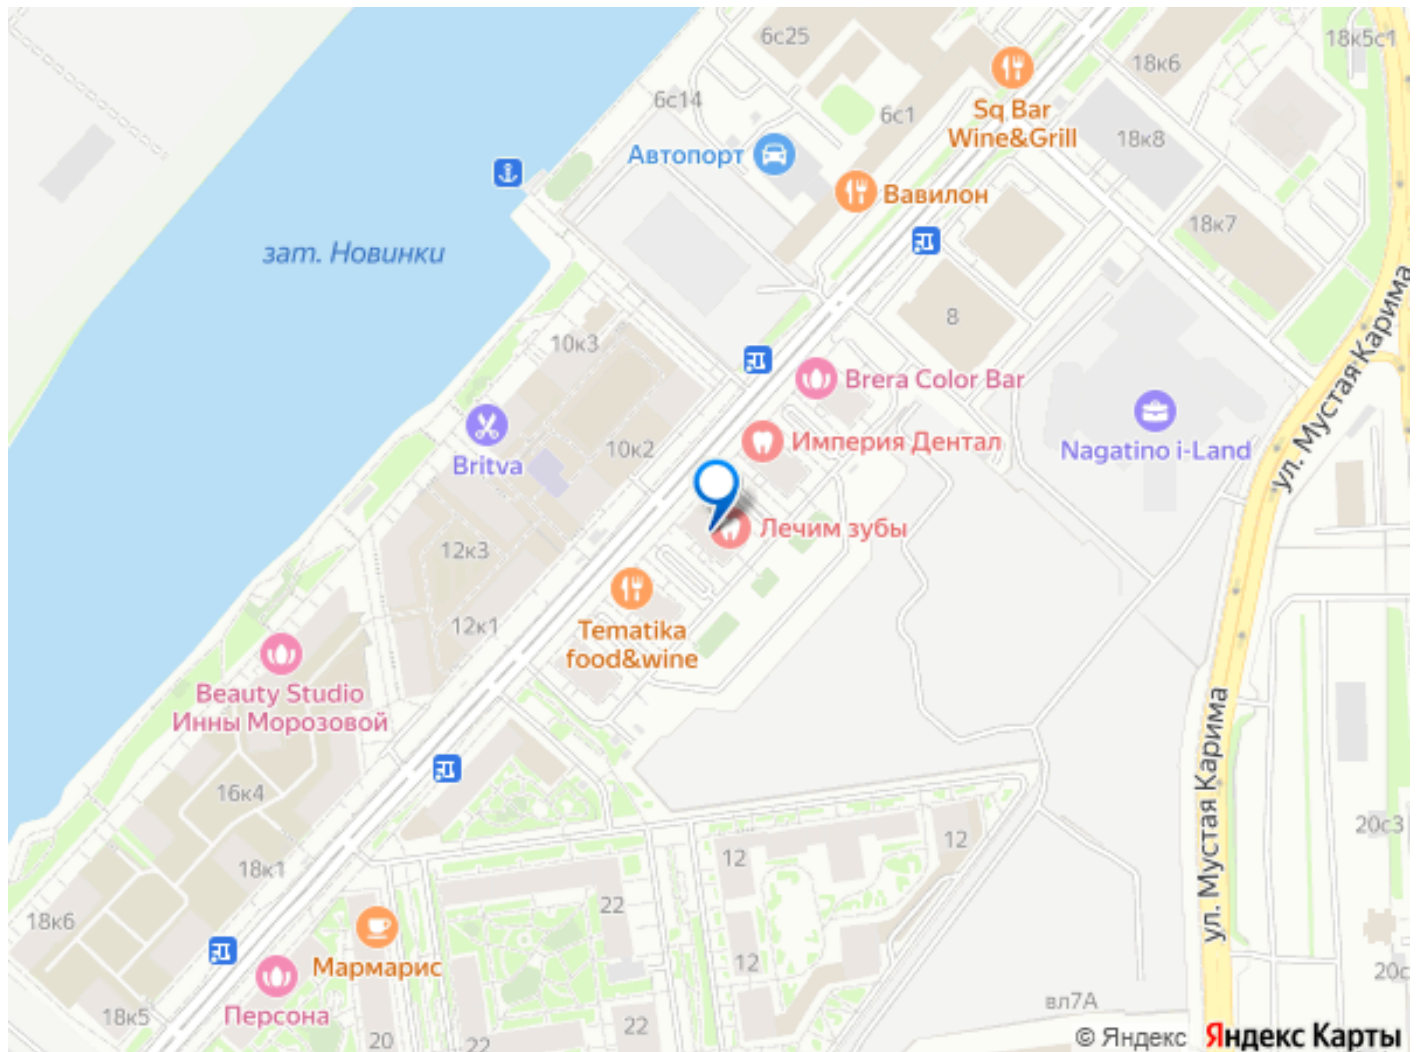 6с25
18к5с1
18к6
6с14
6с1
Sq Bar
Wine&Grill
18к8
Автопорт
Вавилон
18к7
зат. Новинки
8
10к3
ул. Мустая Карима
Brera Color Bar
Империя Дентал
Nagatino i-Land
10к2
Britva
Лечим зубы
12к3
12к1
Tematika
food&wine
Beauty Studio
Инны Морозовой
ул. Мустая Карима
16к4
20с3
12
12
18к1
22
18к6
Мармарис
12
20с
вл7А
Персона
18к5
22
20
22
© Яндекс Яндекс Карты